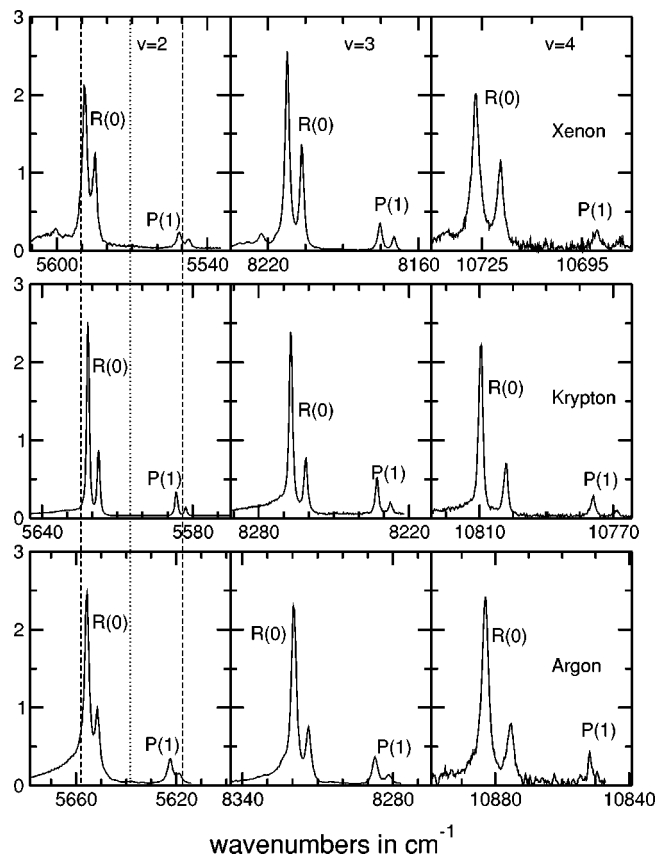 3 v=2 v=3 v=4
2 R(0) R(0) R(0) Xenon
1 P(1) P(1) P(1)
0
5600 5540 8220 8160 10725 10695
3
2 R(0) R(0) R(0) Krypton
1 P(1) P(1) P(1)
0
5640 5580 8280 8220 10810 10770
3
2 R(0) R(0) R(0) Argon
1 P(1) P(1) P(1)
0
5660 5620 8340 8280 10880 10840
wavenumbers in cm⁻¹